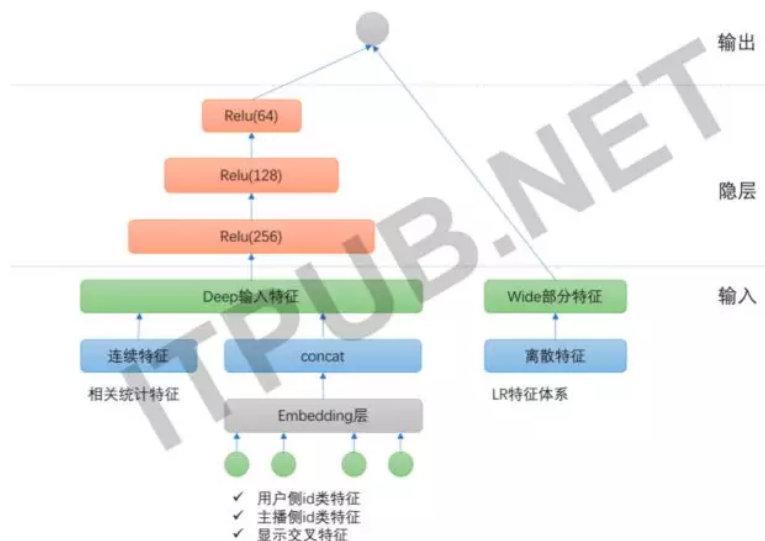 输出
Relu(64)
Relu(128)
隐层
Relu(256)
Deep输入特征
Wide部分特征
输入
连续特征
concat
离散特征
相关统计特征
LR特征体系
Embedding层
✓ 用户侧id类特征
✓ 主播侧id类特征
✓ 显示交叉特征
ITPUB.NET